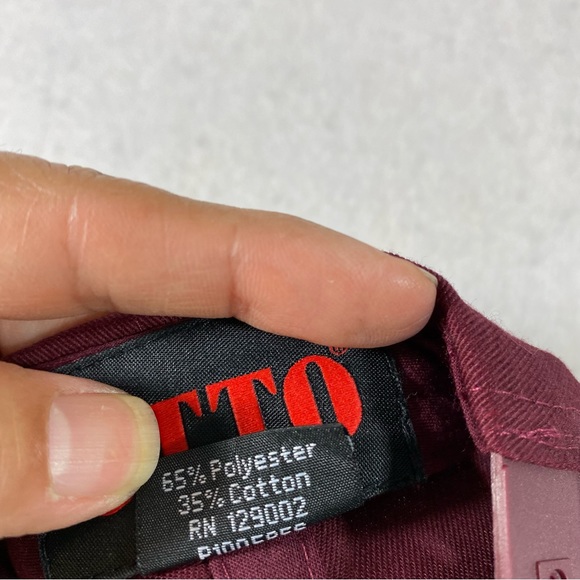 TTO
®
65% Polyester
35% Cotton
RN 129002